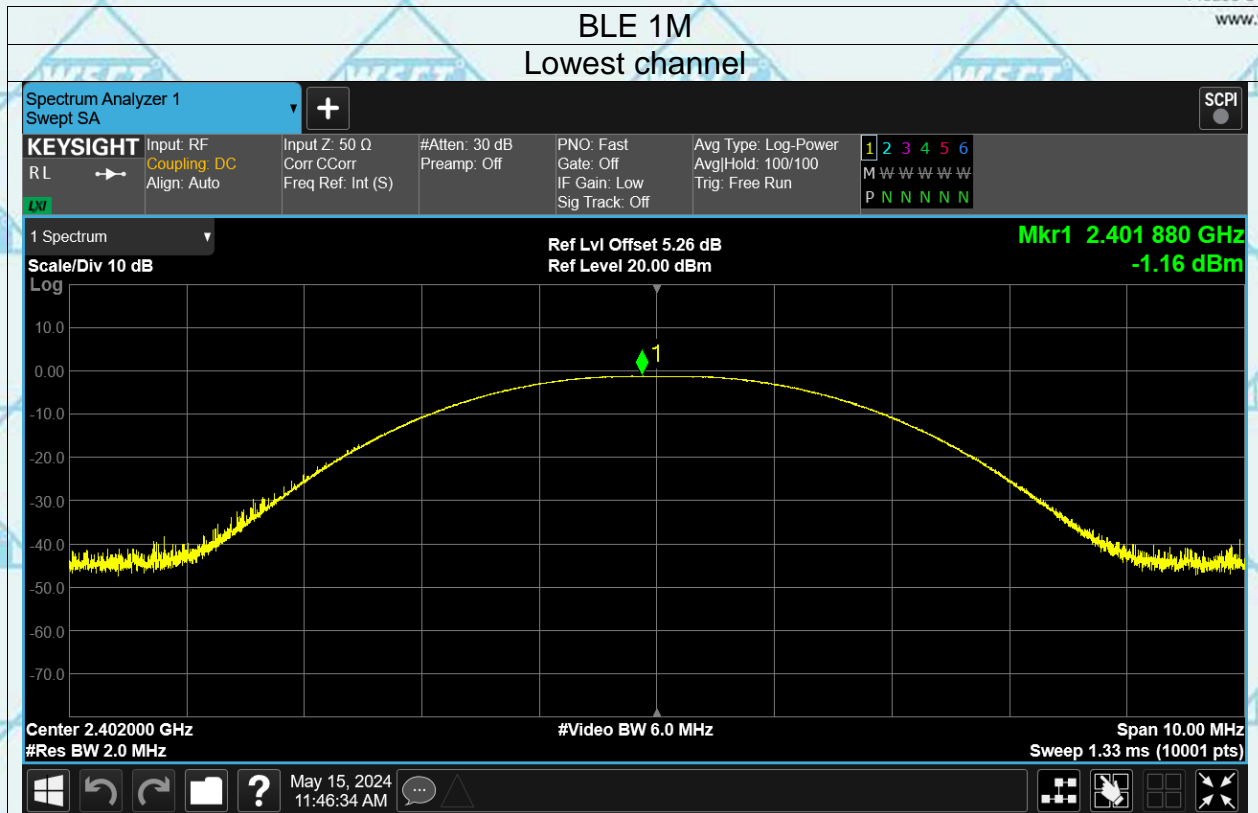 www.
BLE 1M
Lowest channel
Spectrum Analyzer 1
Swept SA
+
SCPI
KEYSIGHT
RL
LXI
Input: RF
Coupling: DC
Align: Auto
Input Z: 50 Ω
Corr CCorr
Freq Ref: Int (S)
#Atten: 30 dB
Preamp: Off
PNO: Fast
Gate: Off
IF Gain: Low
Sig Track: Off
Avg Type: Log-Power
Avg|Hold: 100/100
Trig: Free Run
1 2 3 4 5 6
M W W W W W
P N N N N N
1 Spectrum
Scale/Div 10 dB
Log
Ref Lvl Offset 5.26 dB
Ref Level 20.00 dBm
Mkr1 2.401 880 GHz
-1.16 dBm
1
10.0
0.00
-10.0
-20.0
-30.0
-40.0
-50.0
-60.0
-70.0
Center 2.402000 GHz
#Res BW 2.0 MHz
#Video BW 6.0 MHz
Span 10.00 MHz
Sweep 1.33 ms (10001 pts)
?
May 15, 2024
11:46:34 AM